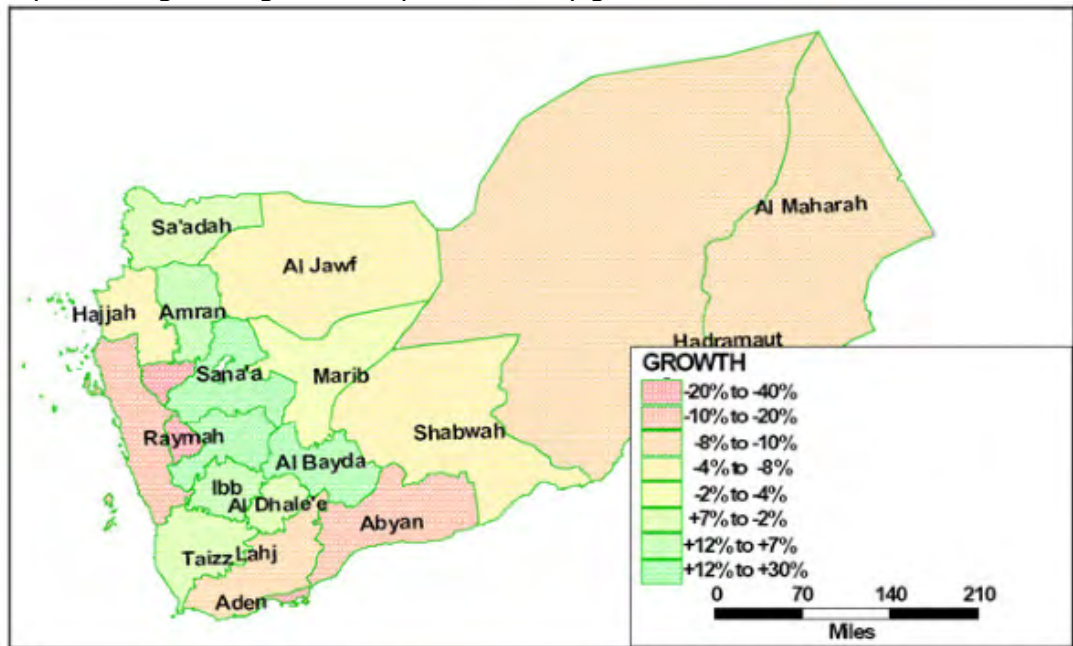 Sa'adah
Al Maharah
Al Jawf
Hajjah
Amran
Hadramaut
Sana'a
Marib
Shabwah
Raymah
Al Bayda
Ibb
Al Dhale'e
Abyan
Taizz
Lahj
Aden
GROWTH
-20% to -40%
-10% to -20%
-8% to -10%
-4% to -8%
-2% to -4%
+7% to -2%
+12% to +7%
+12% to +30%
0 70 140 210
Miles